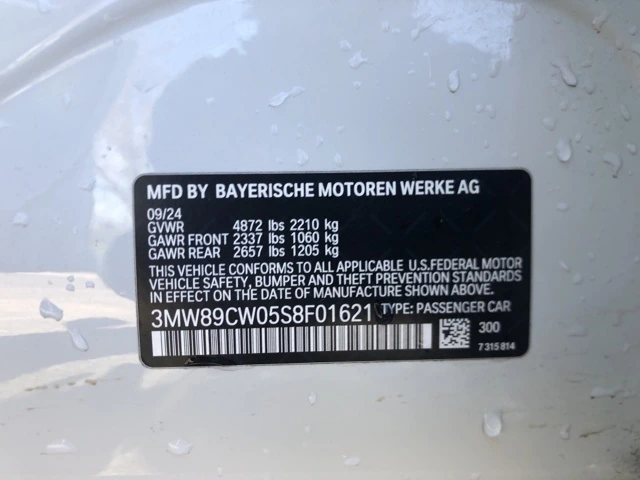 MFD BY BAYERISCHE MOTOREN WERKE AG
09/24
GVWR 4872 lbs 2210 kg
GAWR FRONT 2337 lbs 1060 kg
GAWR REAR 2657 lbs 1205 kg
THIS VEHICLE CONFORMS TO ALL APPLICABLE U.S.FEDERAL MOTOR
VEHICLE SAFETY, BUMPER, AND THEFT PREVENTION STANDARDS
IN EFFECT ON THE DATE OF MANUFACTURE SHOWN ABOVE.
3MW89CW05S8F01621 TYPE: PASSENGER CAR
300
7 315 814